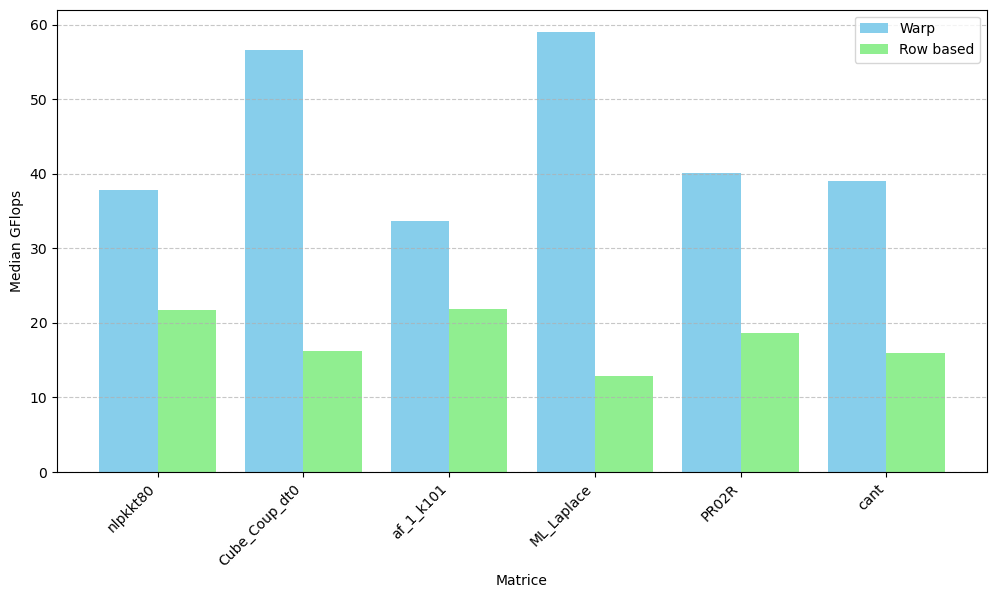 60
50
40
30
20
10
0
Median GFlops
Warp
Row based
nlpkkt80
Cube_Coup_dt0
af_1_k101
ML_Laplace
PR02R
cant
Matrice